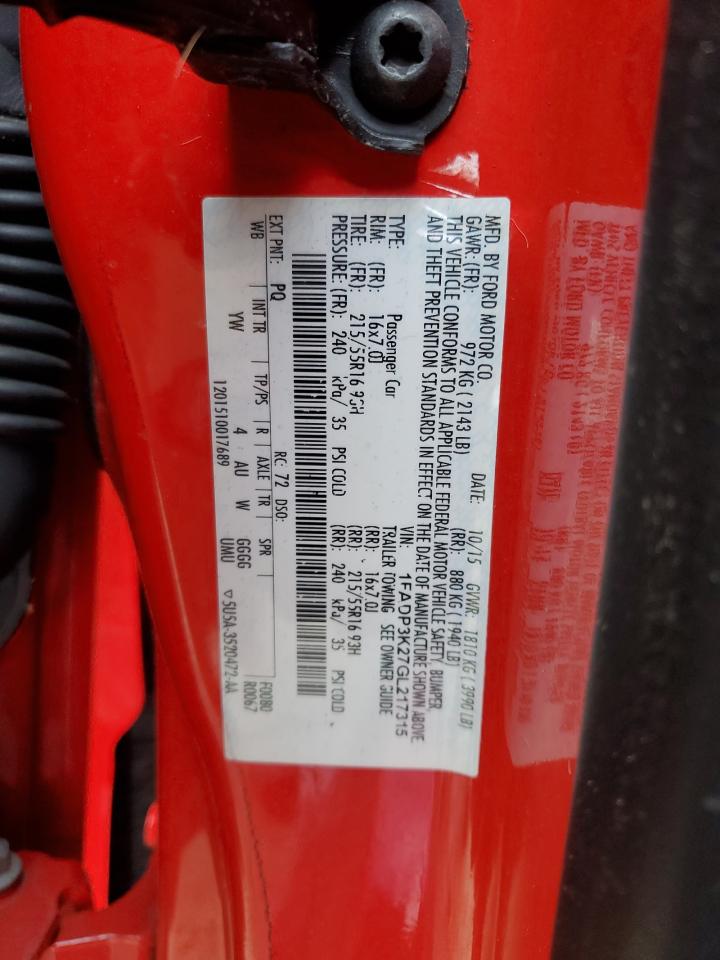 MFD. BY FORD MOTOR CO. DATE: 10/15 GVWR: 1810 KG ( 3990 LB)
GAWR: (FR): 972 KG ( 2143 LB) (RR): 880 KG ( 1940 LB)
THIS VEHICLE CONFORMS TO ALL APPLICABLE FEDERAL MOTOR VEHICLE SAFETY, BUMPER,
AND THEFT PREVENTION STANDARDS IN EFFECT ON THE DATE OF MANUFACTURE SHOWN ABOVE
VIN: 1FADP3K27GL217315
TYPE: Passenger Car TRAILER TOWING SEE OWNER GUIDE
RIM: (FR): 16x7.0J (RR): 16x7.0J
TIRE: (FR): 215/55R16 93H (RR): 215/55R16 93H
PRESSURE: (FR): 240 kPa/ 35 PSI COLD (RR): 240 kPa/ 35 PSI COLD
EXT PNT: PQ RC: 72 DSO: F0080
WB INT TR TP/PS R AXLE TR SPR R0067
YW 4 AU W GGGG
UMU
1201510017689 ▽ 5U5A-3520472-AA